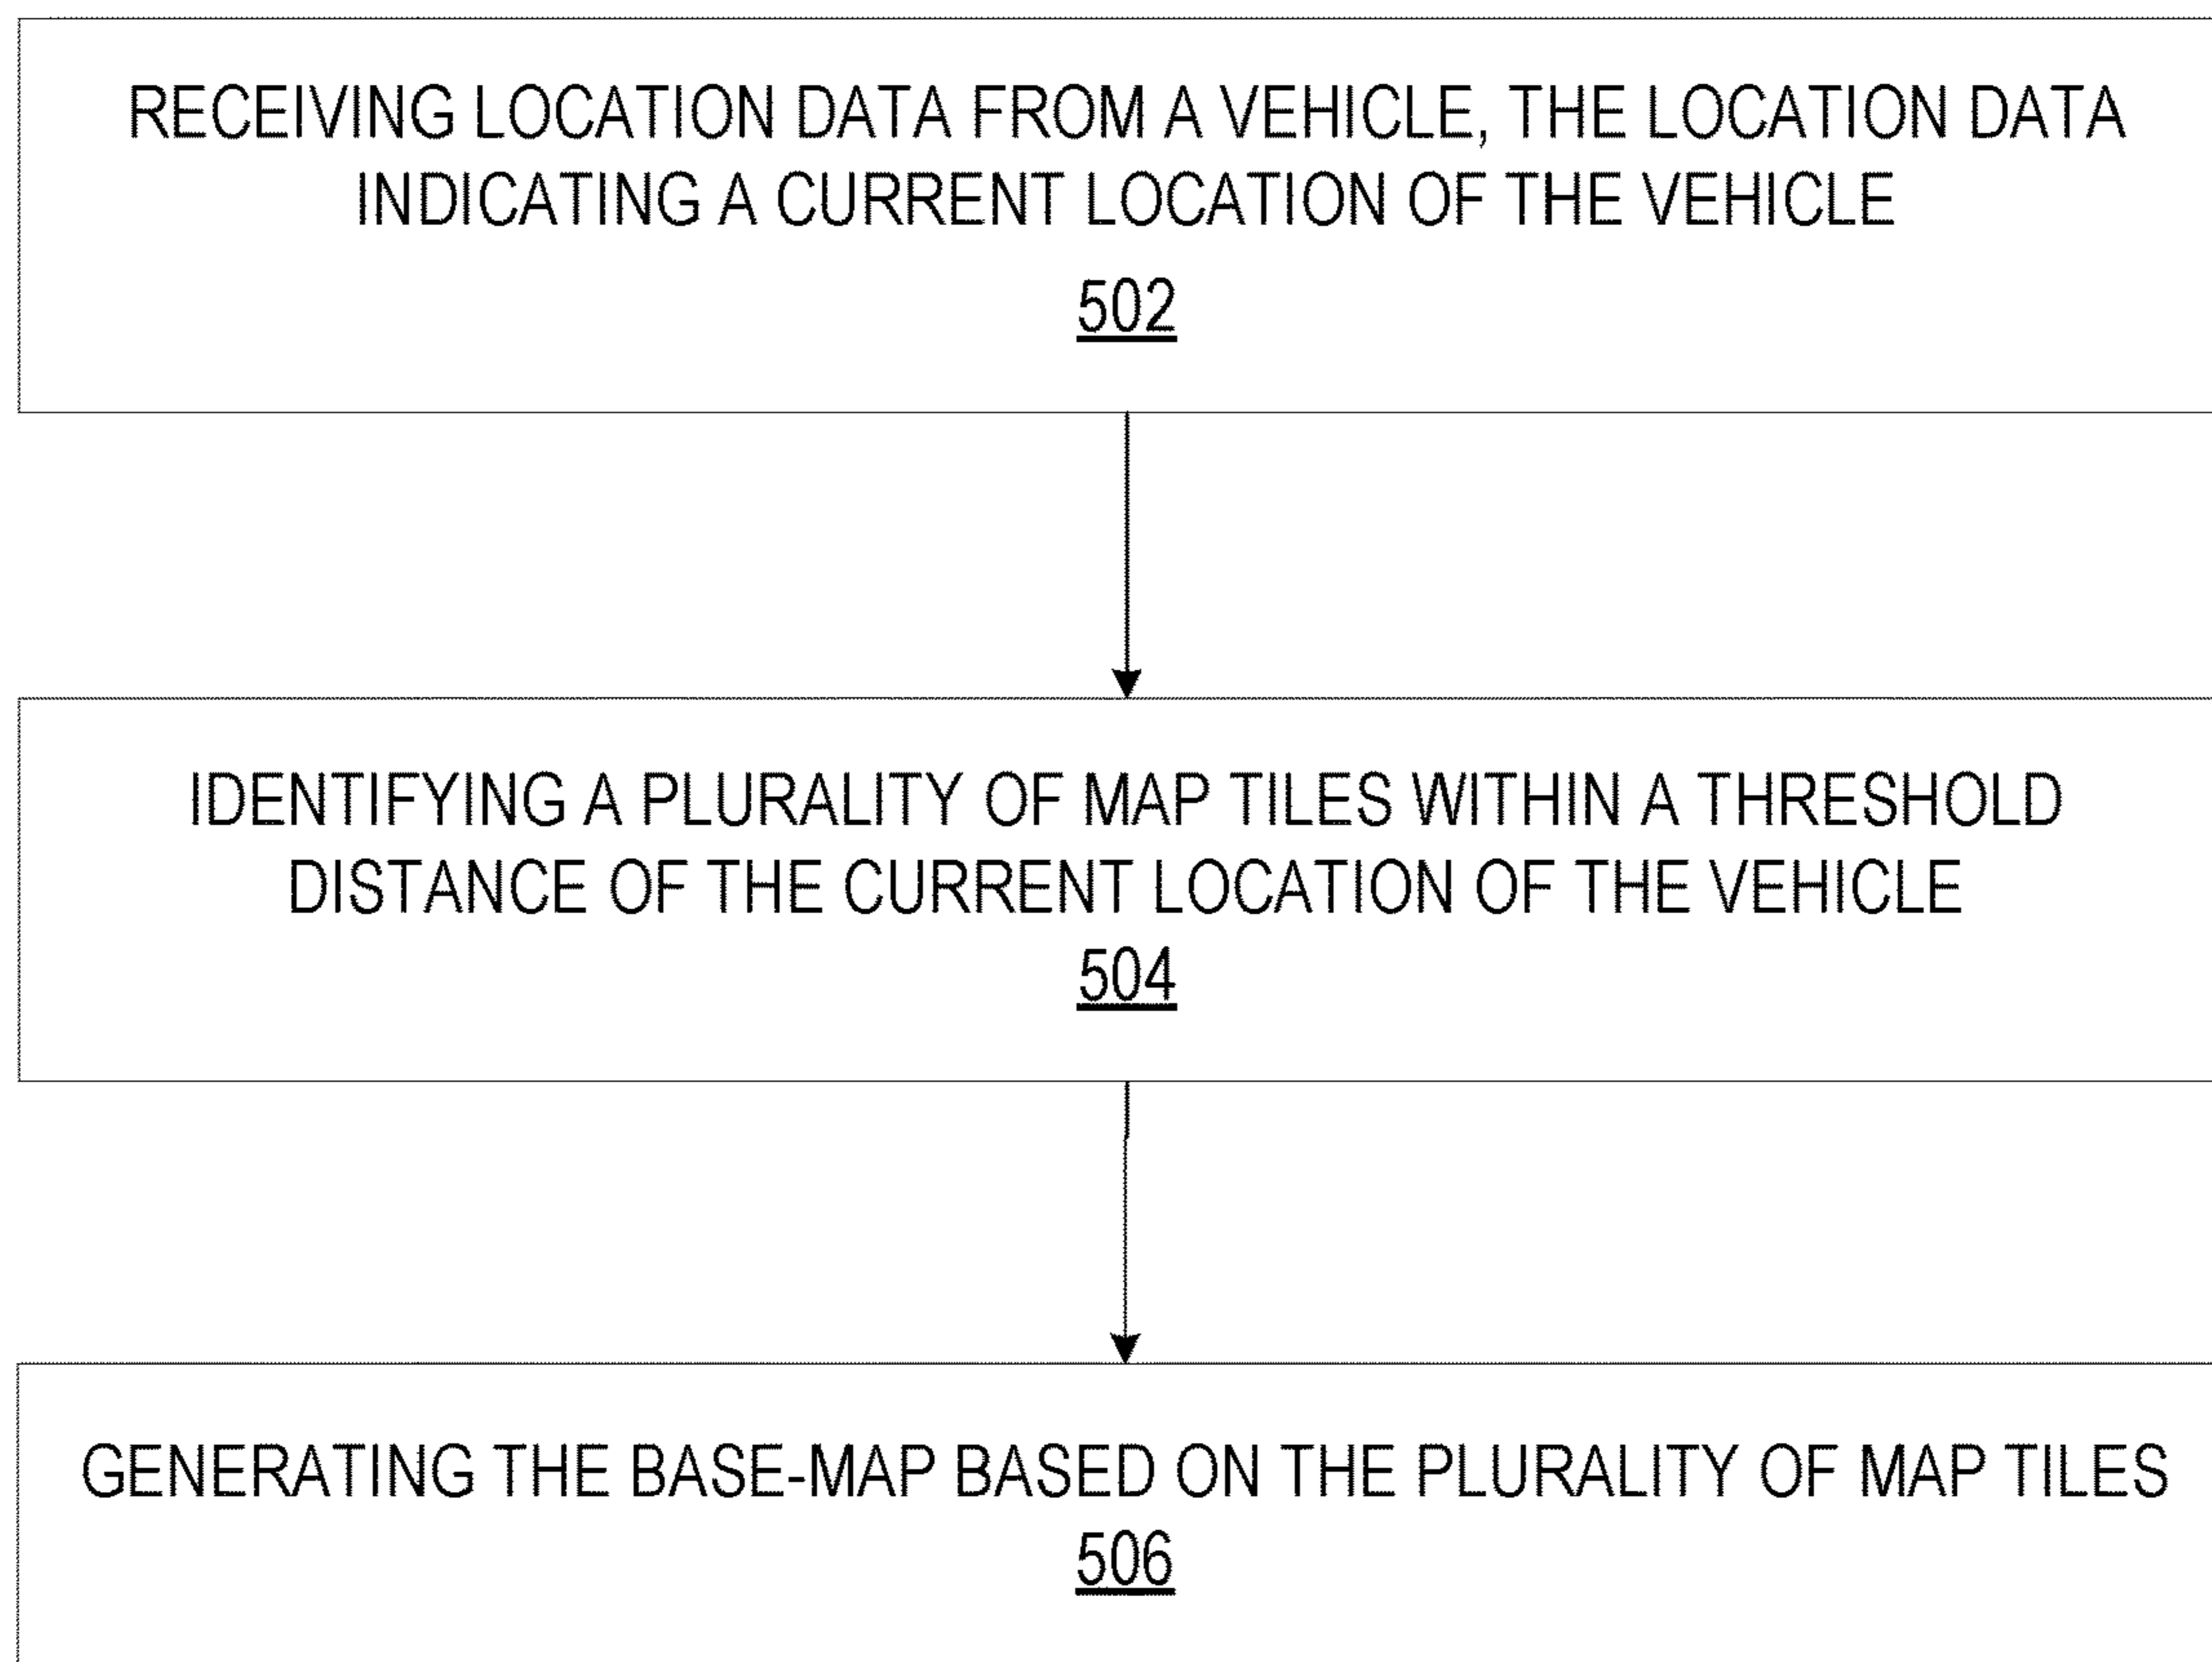 RECEIVING LOCATION DATA FROM A VEHICLE, THE LOCATION DATA
INDICATING A CURRENT LOCATION OF THE VEHICLE
502
IDENTIFYING A PLURALITY OF MAP TILES WITHIN A THRESHOLD
DISTANCE OF THE CURRENT LOCATION OF THE VEHICLE
504
GENERATING THE BASE-MAP BASED ON THE PLURALITY OF MAP TILES
506